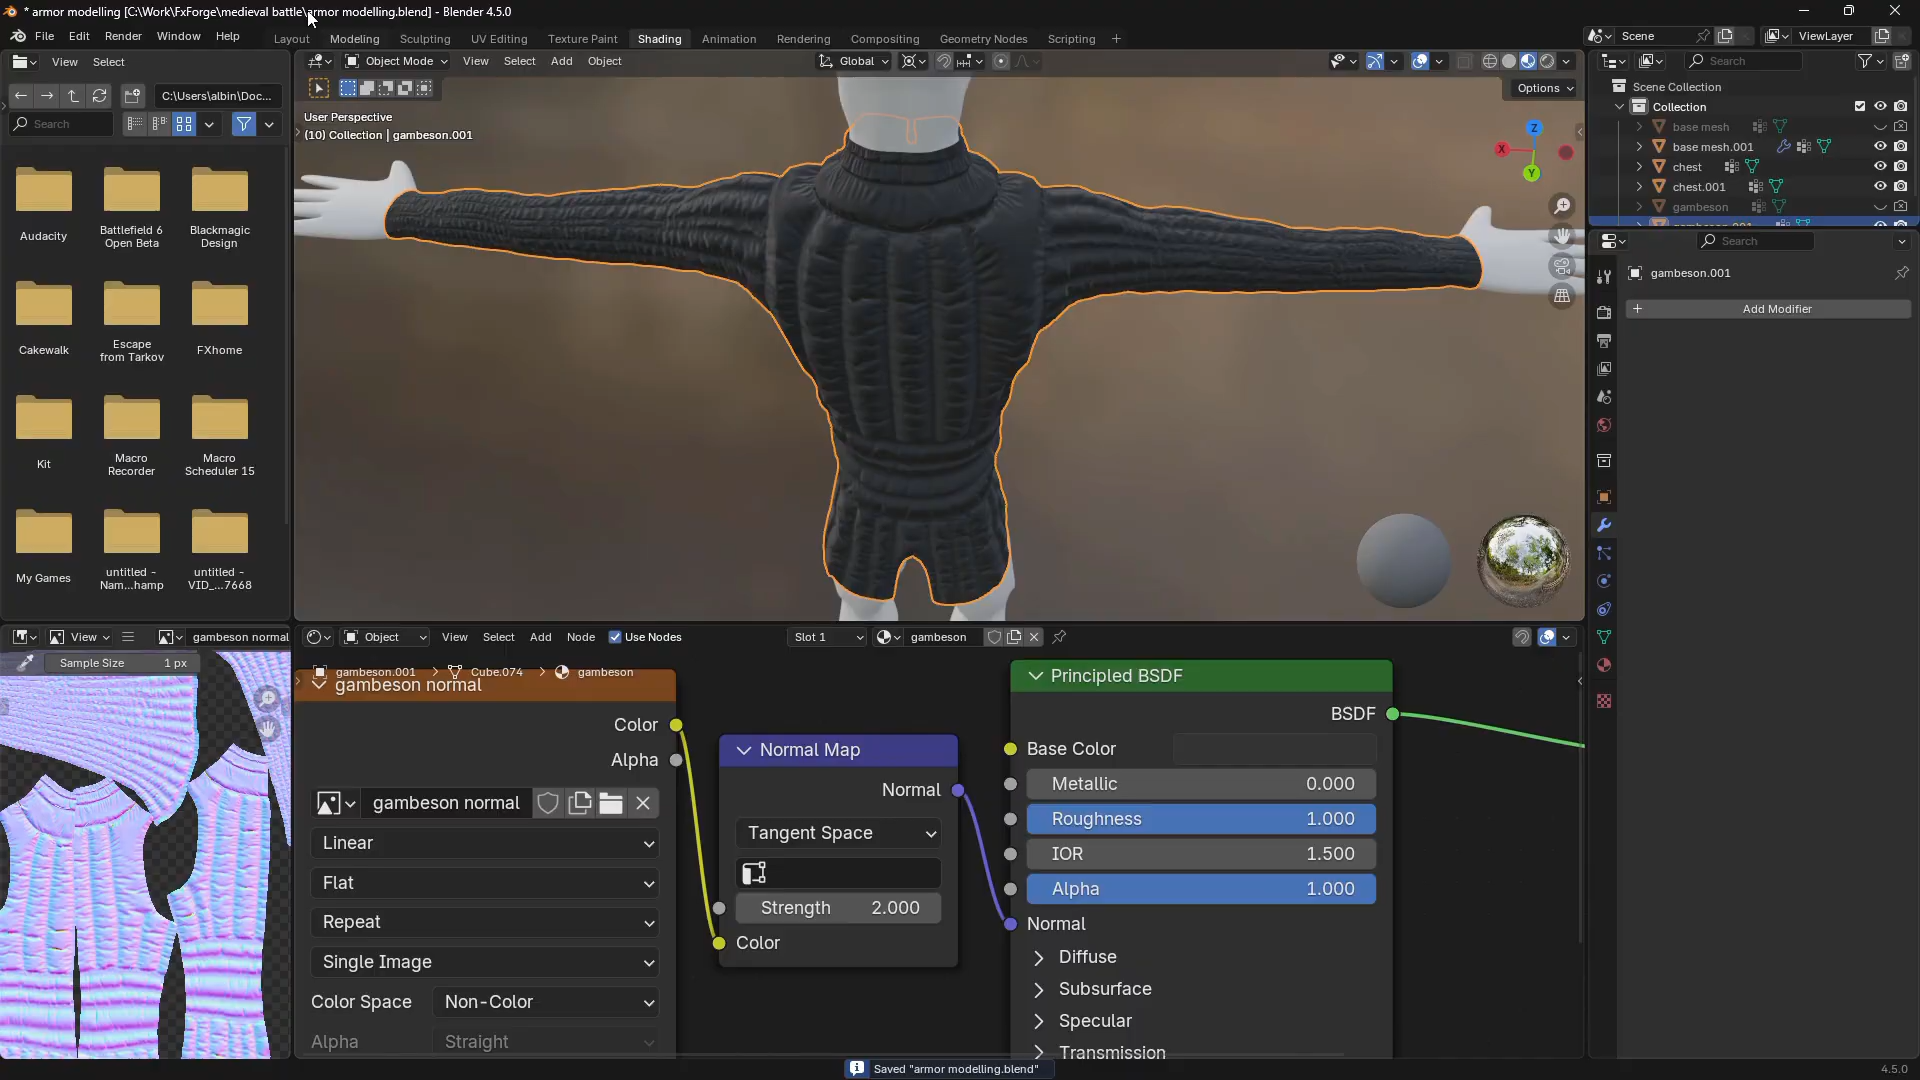 * armor modelling [C:\Work\FxForge\medieval battle\armor modelling.blend] - Blender 4.5.0
File Edit Render Window Help
Layout Modeling Sculpting UV Editing Texture Paint Shading Animation Rendering Compositing Geometry Nodes Scripting +
Scene
ViewLayer
View Select
Object Mode View Select Add Object
Global
Search
C:\Users\albin\Doc...
Options
Search
User Perspective
(10) Collection | gambeson.001
Scene Collection
Collection
base mesh
base mesh.001
chest
chest.001
gambeson
Z
X
Y
Audacity
Battlefield 6 Open Beta
Blackmagic Design
Cakewalk
Escape from Tarkov
FXhome
Kit
Macro Recorder
Macro Scheduler 15
My Games
untitled - Nam...hamp
untitled - VID_...7668
Search
gambeson.001
+ Add Modifier
View
gambeson normal
Sample Size 1 px
Object View Select Add Node Use Nodes
Slot 1
gambeson
gambeson.001 > Cube.074 > gambeson
gambeson normal
Color
Alpha
gambeson normal
Linear
Flat
Repeat
Single Image
Color Space Non-Color
Alpha Straight
Normal Map
Normal
Tangent Space
Strength 2.000
Color
Principled BSDF
BSDF
Base Color
Metallic 0.000
Roughness 1.000
IOR 1.500
Alpha 1.000
Normal
Diffuse
Subsurface
Specular
Transmission
Saved "armor modelling.blend"
4.5.0